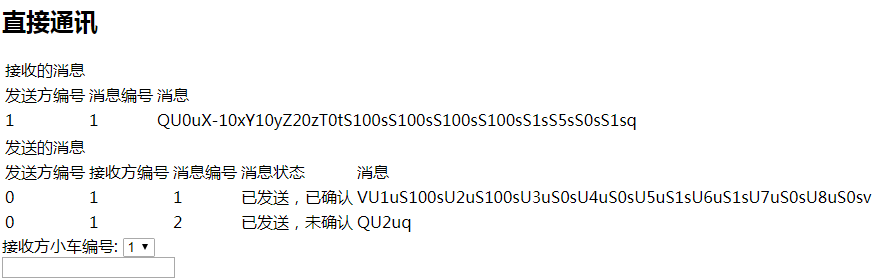 直接通讯
接收的消息
发送方编号 消息编号 消息
1 1 QU0uX-10xY10yZ20zT0tS100sS100sS100sS100sS1sS5sS0sS1sq
发送的消息
发送方编号 接收方编号 消息编号 消息状态 消息
0 1 1 已发送，已确认 VU1uS100sU2uS100sU3uS0sU4uS0sU5uS1sU6uS1sU7uS0sU8uS0sv
0 1 2 已发送，未确认 QU2uq
接收方小车编号: 1